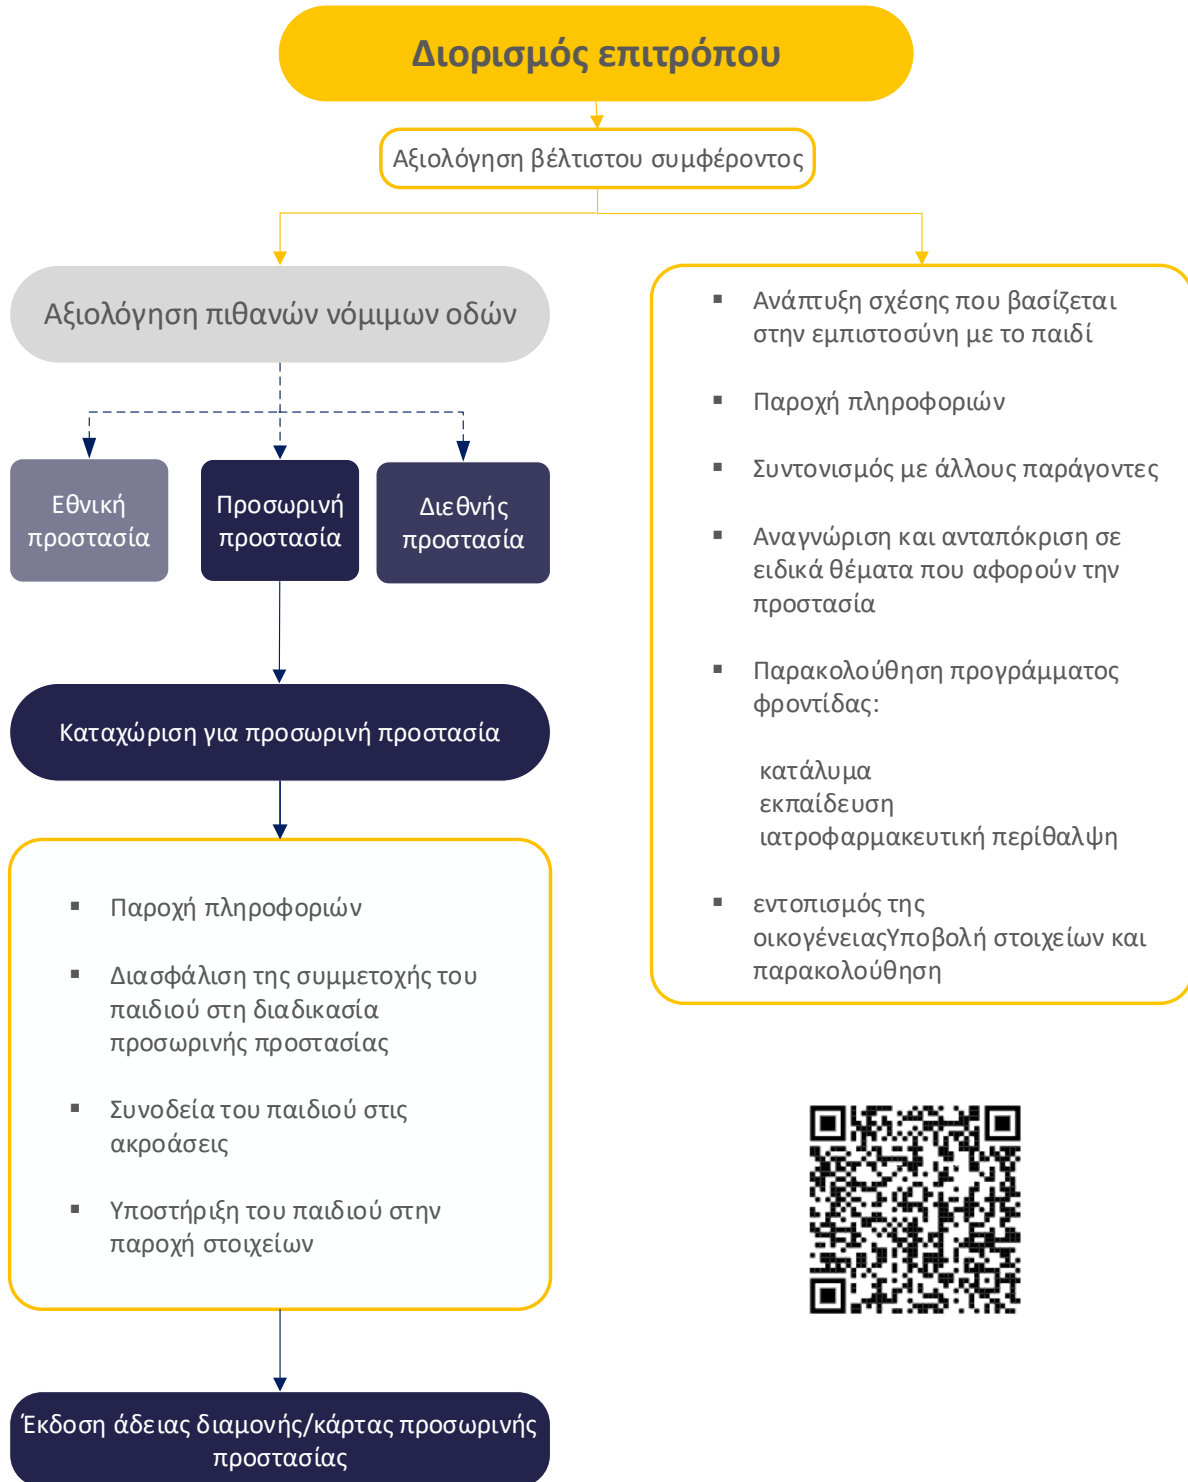 Διορισμός επιτρόπου
Αξιολόγηση βέλτιστου συμφέροντος
Αξιολόγηση πιθανών νόμιμων οδών
Εθνική
προστασία
Προσωρινή
προστασία
Διεθνής
προστασία
Καταχώριση για προσωρινή προστασία
▪ Παροχή πληροφοριών
▪ Διασφάλιση της συμμετοχής του
παιδιού στη διαδικασία
προσωρινής προστασίας
▪ Συνοδεία του παιδιού στις
ακροάσεις
▪ Υποστήριξη του παιδιού στην
παροχή στοιχείων
Έκδοση άδειας διαμονής/κάρτας προσωρινής
προστασίας
▪ Ανάπτυξη σχέσης που βασίζεται
στην εμπιστοσύνη με το παιδί
▪ Παροχή πληροφοριών
▪ Συντονισμός με άλλους παράγοντες
▪ Αναγνώριση και ανταπόκριση σε
ειδικά θέματα που αφορούν την
προστασία
▪ Παρακολούθηση προγράμματος
φροντίδας:
κατάλυμα
εκπαίδευση
ιατροφαρμακευτική περίθαλψη
▪ εντοπισμός της
οικογένειαςΥποβολή στοιχείων και
παρακολούθηση